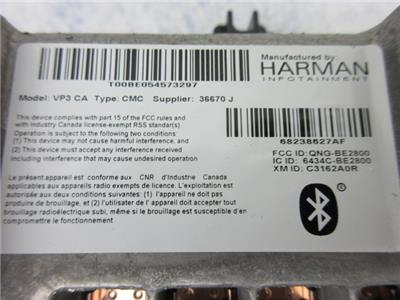 Manufactured by:
HARMAN
INFOTAINMENT
T00BE054573297
Model: VP3 CA Type: CMC Supplier: 36670 J
This device complies with part 15 of the FCC rules and
with Industry Canada license-exempt RSS standar(s)
Operation is subject to the following two conditions:
(1) This device may not cause harmful interference, and
(2) This device must accept interference received
Including interference that may cause undesired operation
68238627AF
FCC ID: QNG-BE2800
IC ID: 6434C-BE2800
XM ID: C3162A0R
Le présent appareil est conforme aux CNR d'Industrie Canada
applicables aux appareils radio exempts de licence. L'exploitation est
autorisée dans deux conditions suivants: (1) l'appareil ne doit pas
produire de brouillage, et (2) l'utilisateur de l' appareil doit accepter tout
brouillage radioélectrique subi, même si le brouillage est susceptible d'en
compromettre le fonctionnement